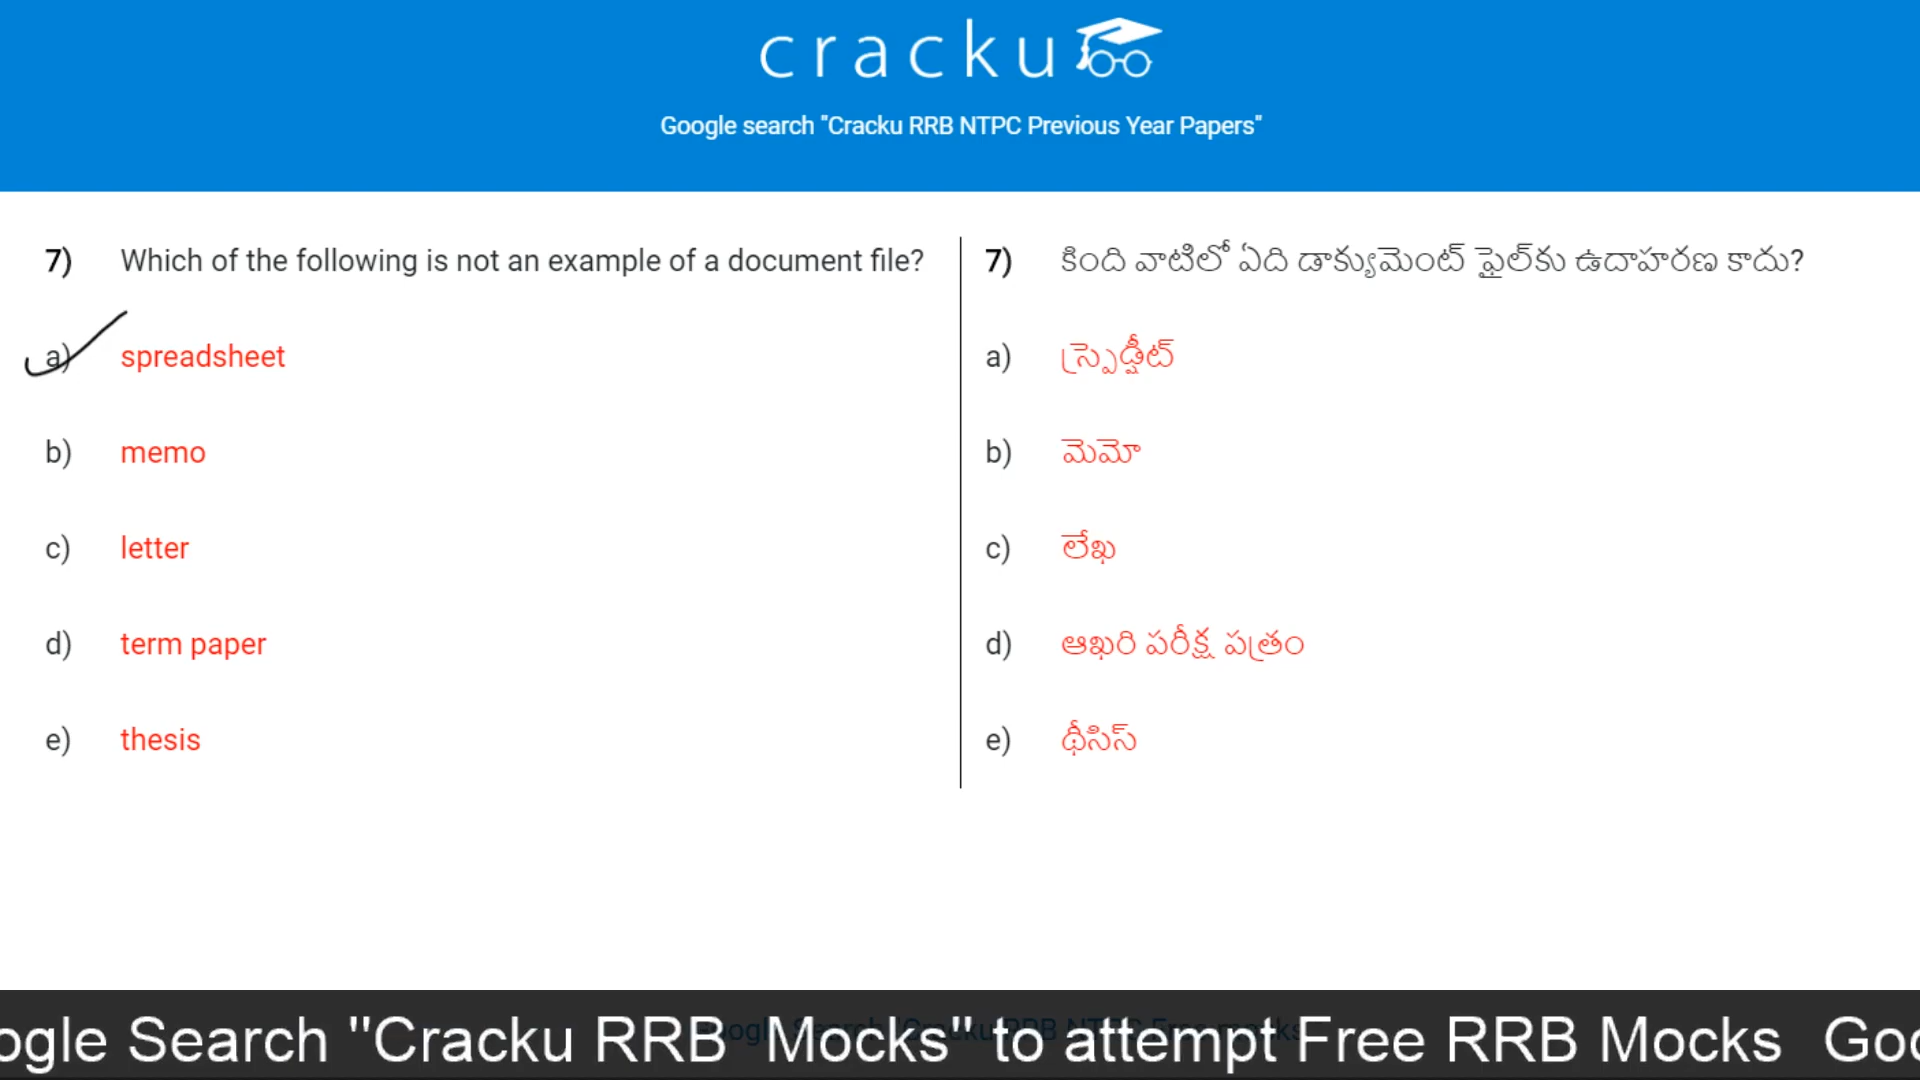 cracku
Google search "Cracku RRB NTPC Previous Year Papers"
7) Which of the following is not an example of a document file?
a) spreadsheet
b) memo
c) letter
d) term paper
e) thesis
7) కింది వాటిలో ఏది డాక్యుమెంట్ ఫైల్‌కు ఉదాహరణ కాదు?
a) స్ప్రెడ్షీట్
b) మెమో
c) లేఖ
d) ఆఖరి పరీక్ష పత్రం
e) థీసిస్
ogle Search "Cracku RRB Mocks" to attempt Free RRB Mocks Goo